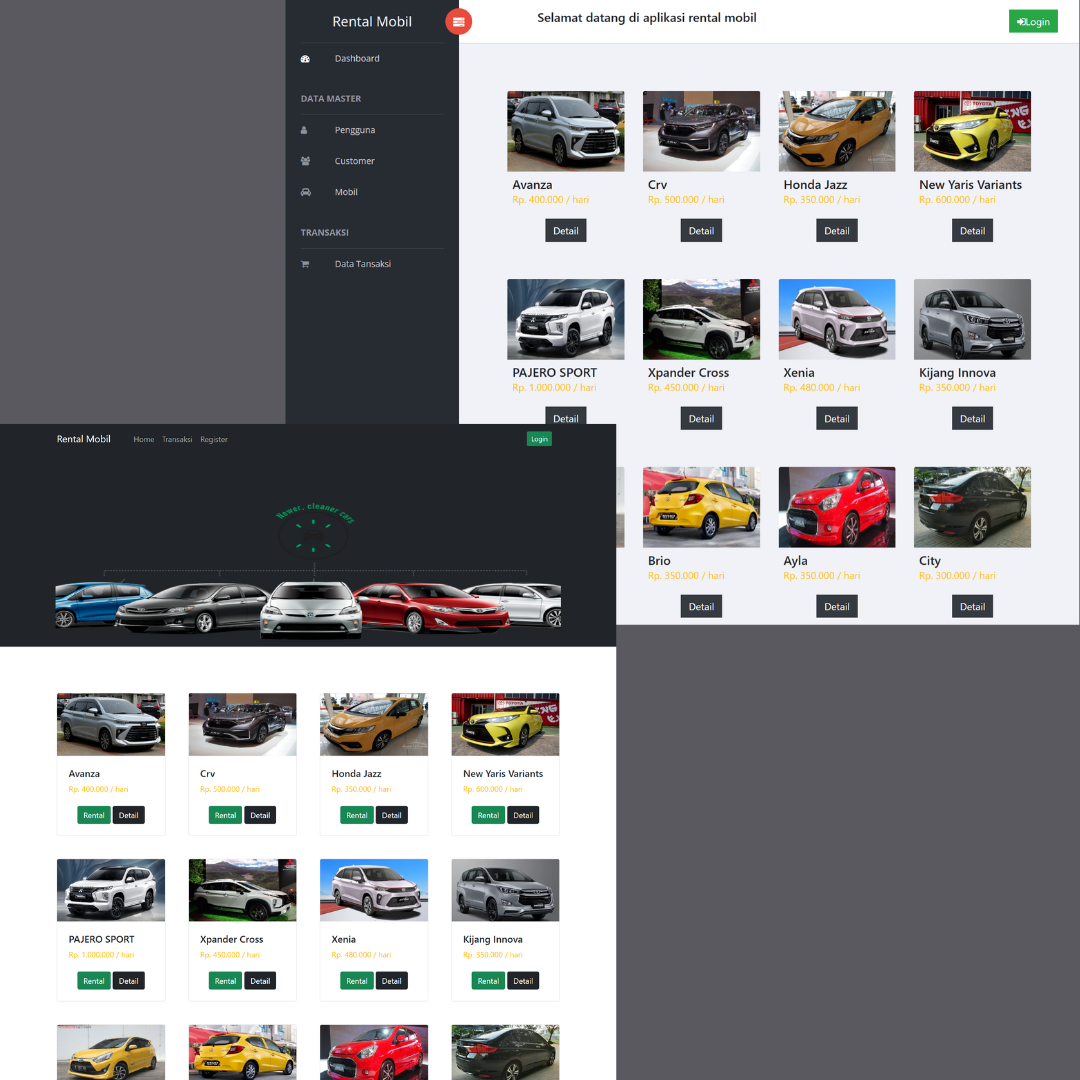 Rental Mobil
Selamat datang di aplikasi rental mobil
Login
Dashboard
DATA MASTER
Pengguna
Customer
Mobil
TRANSAKSI
Data Tansaksi
Avanza
Crv
Honda Jazz
New Yaris Variants
Rp. 400.000 / hari
Rp. 500.000 / hari
Rp. 350.000 / hari
Rp. 600.000 / hari
Detail
Detail
Detail
Detail
PAJERO SPORT
Xpander Cross
Xenia
Kijang Innova
Rp. 1.000.000 / hari
Rp. 450.000 / hari
Rp. 480.000 / hari
Rp. 350.000 / hari
Detail
Detail
Detail
Detail
Brio
Ayla
City
Rp. 350.000 / hari
Rp. 350.000 / hari
Rp. 300.000 / hari
Detail
Detail
Detail
Rental Mobil
Home
Transaksi
Register
Login
Newer, cleaner cars
Avanza
Crv
Honda Jazz
New Yaris Variants
Rp. 400.000 / hari
Rp. 500.000 / hari
Rp. 350.000 / hari
Rp. 600.000 / hari
Rental
Detail
Rental
Detail
Rental
Detail
Rental
Detail
PAJERO SPORT
Xpander Cross
Xenia
Kijang Innova
Rp. 1.000.000 / hari
Rp. 450.000 / hari
Rp. 480.000 / hari
Rp. 350.000 / hari
Rental
Detail
Rental
Detail
Rental
Detail
Rental
Detail